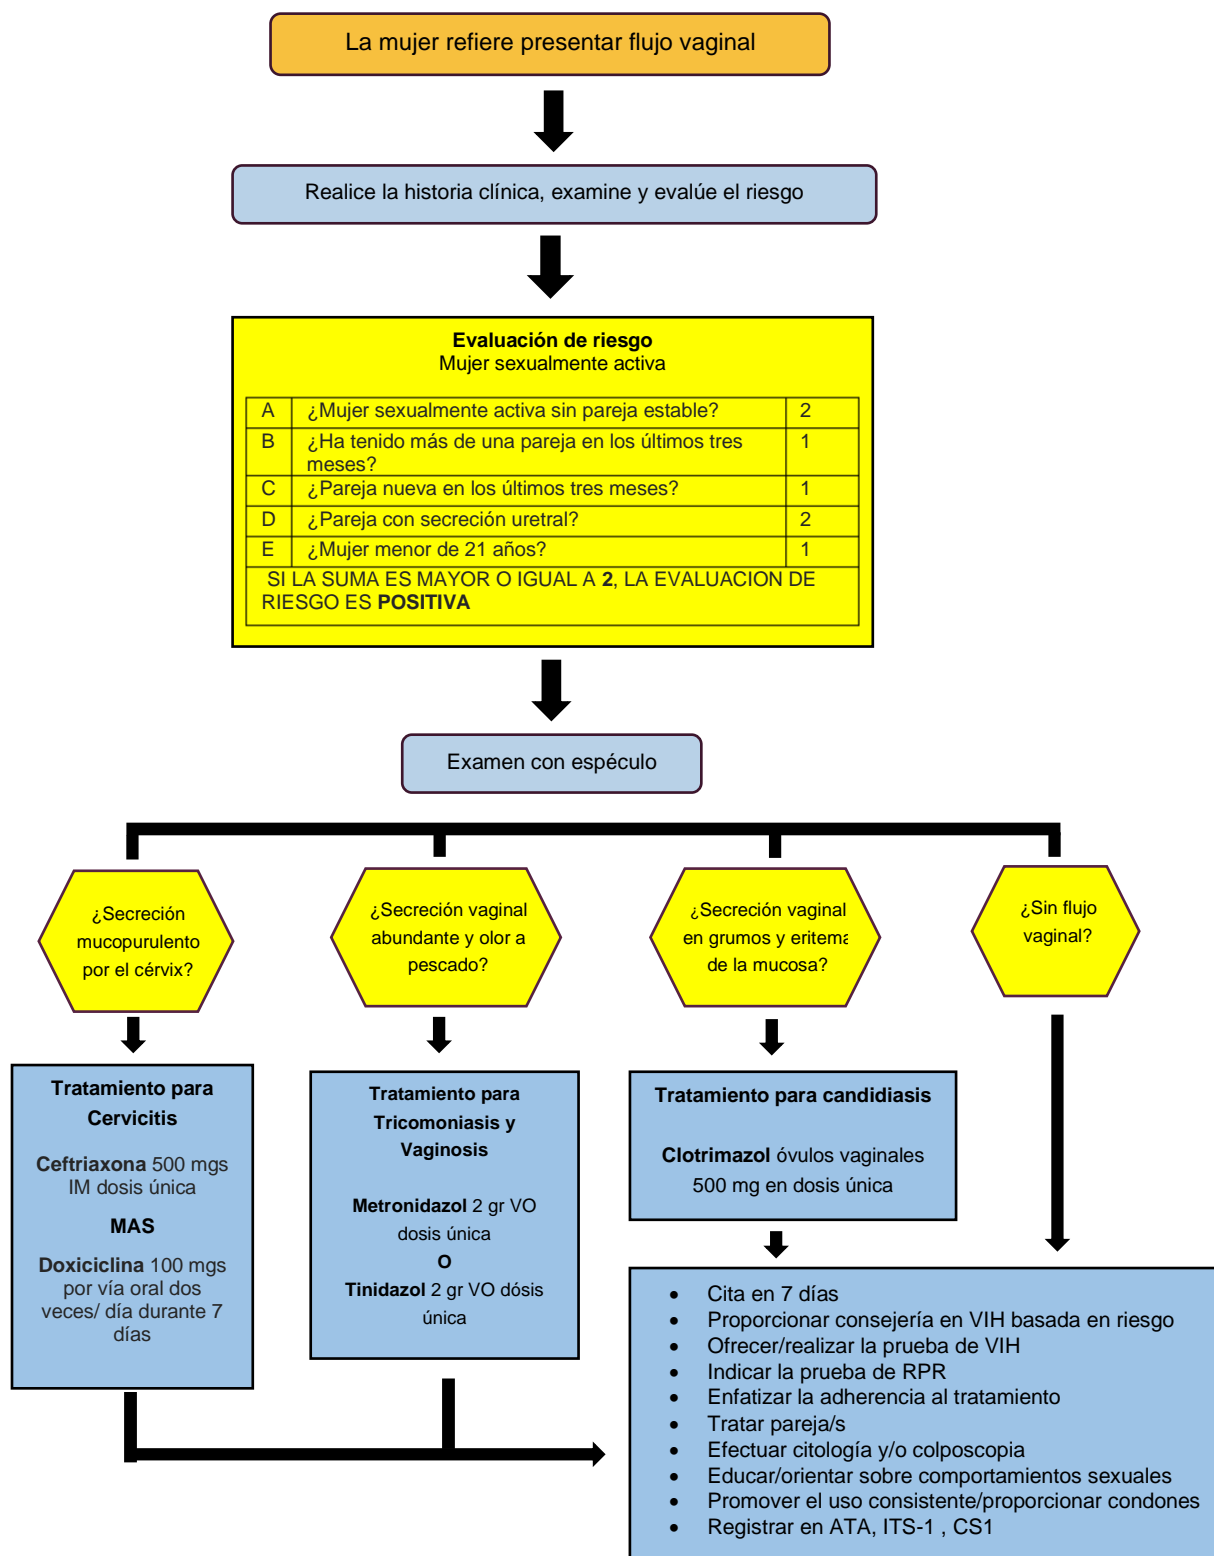 La mujer refiere presentar flujo vaginal
Realice la historia clínica, examine y evalúe el riesgo
Evaluación de riesgo
Mujer sexualmente activa
A ¿Mujer sexualmente activa sin pareja estable? 2
B ¿Ha tenido más de una pareja en los últimos tres 1
meses?
C ¿Pareja nueva en los últimos tres meses? 1
D ¿Pareja con secreción uretral? 2
E ¿Mujer menor de 21 años? 1
SI LA SUMA ES MAYOR O IGUAL A 2, LA EVALUACION DE
RIESGO ES POSITIVA
Examen con espéculo
¿Secreción
mucopurulento
por el cérvix?
¿Secreción vaginal
abundante y olor a
pescado?
¿Secreción vaginal
en grumos y eritema
de la mucosa?
¿Sin flujo
vaginal?
Tratamiento para
Cervicitis
Ceftriaxona 500 mgs
IM dosis única
MAS
Doxiciclina 100 mgs
por vía oral dos
veces/ día durante 7
días
Tratamiento para
Tricomoniasis y
Vaginosis
Metronidazol 2 gr VO
dosis única
O
Tinidazol 2 gr VO dósis
única
Tratamiento para candidiasis
Clotrimazol óvulos vaginales
500 mg en dosis única
• Cita en 7 días
• Proporcionar consejería en VIH basada en riesgo
• Ofrecer/realizar la prueba de VIH
• Indicar la prueba de RPR
• Enfatizar la adherencia al tratamiento
• Tratar pareja/s
• Efectuar citología y/o colposcopia
• Educar/orientar sobre comportamientos sexuales
• Promover el uso consistente/proporcionar condones
• Registrar en ATA, ITS-1 , CS1